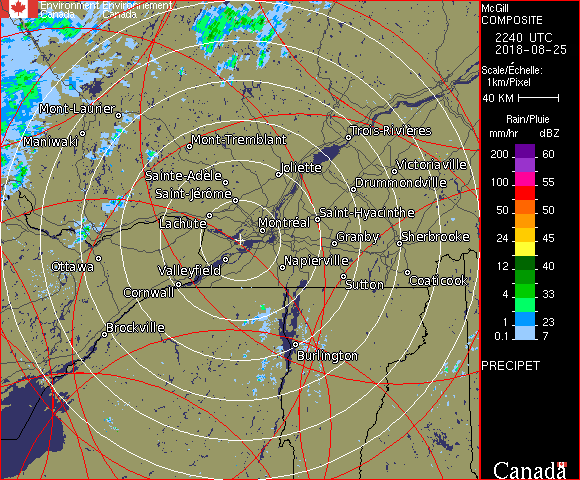 Environment Environnement
Canada Canada
McGill
COMPOSITE
2240 UTC
2018-08-25
Scale/Échelle:
1km/Pixel
40 KM
Rain/Pluie
mm/hr dBZ
200 60
55
100 55
50 50
45
24 40
12 40
4 33
1 23
0.1 7
PRECIPET
Canada
Mont-Laurier
Maniwaki
Mont-Tremblant
Trois-Rivières
Sainte-Adèle
Joliette
Victoriaville
Saint-Jérôme
Drummondville
Lachute
Montréal
Saint-Hyacinthe
Granby
Sherbrooke
Ottawa
Valleyfield
Napierville
Cornwall
Sutton
Coaticook
Brockville
Burlington